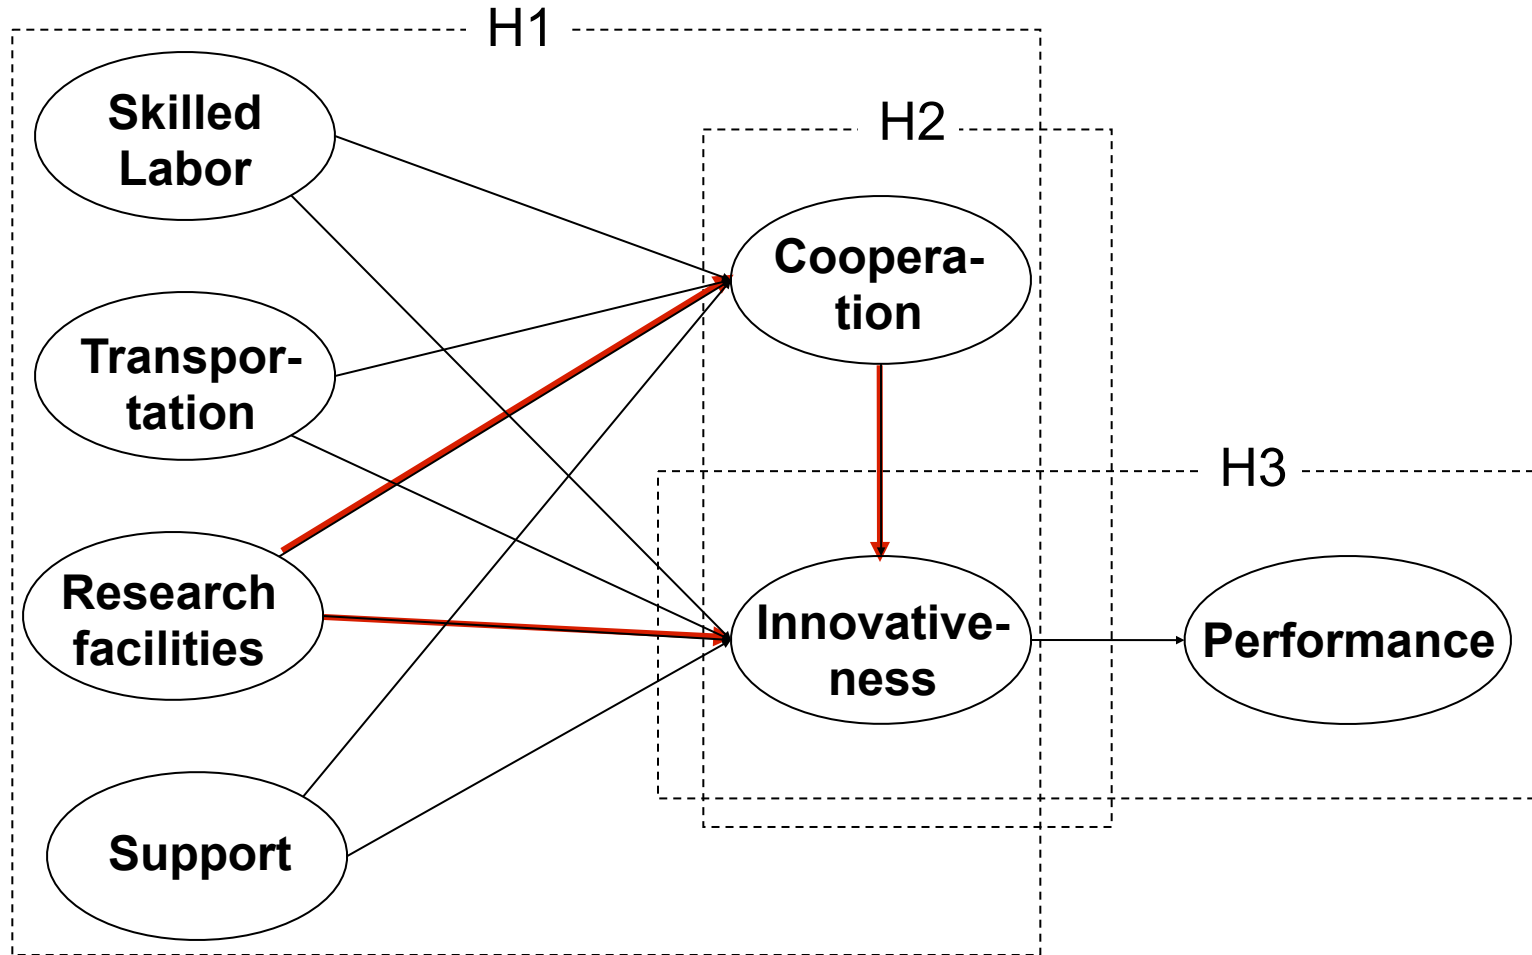 H1
Skilled
Labor
H2
Coopera-
tion
Transpor-
tation
H3
Research
facilities
Innovative-
ness
Performance
Support